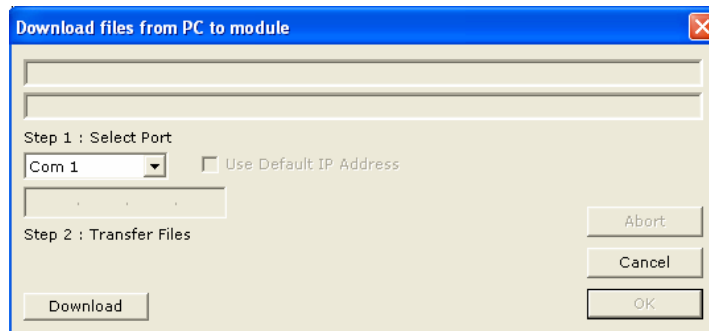 Download files from PC to module
Step 1 : Select Port
Com 1
Use Default IP Address
. . .
Step 2 : Transfer Files
Abort
Cancel
Download
OK